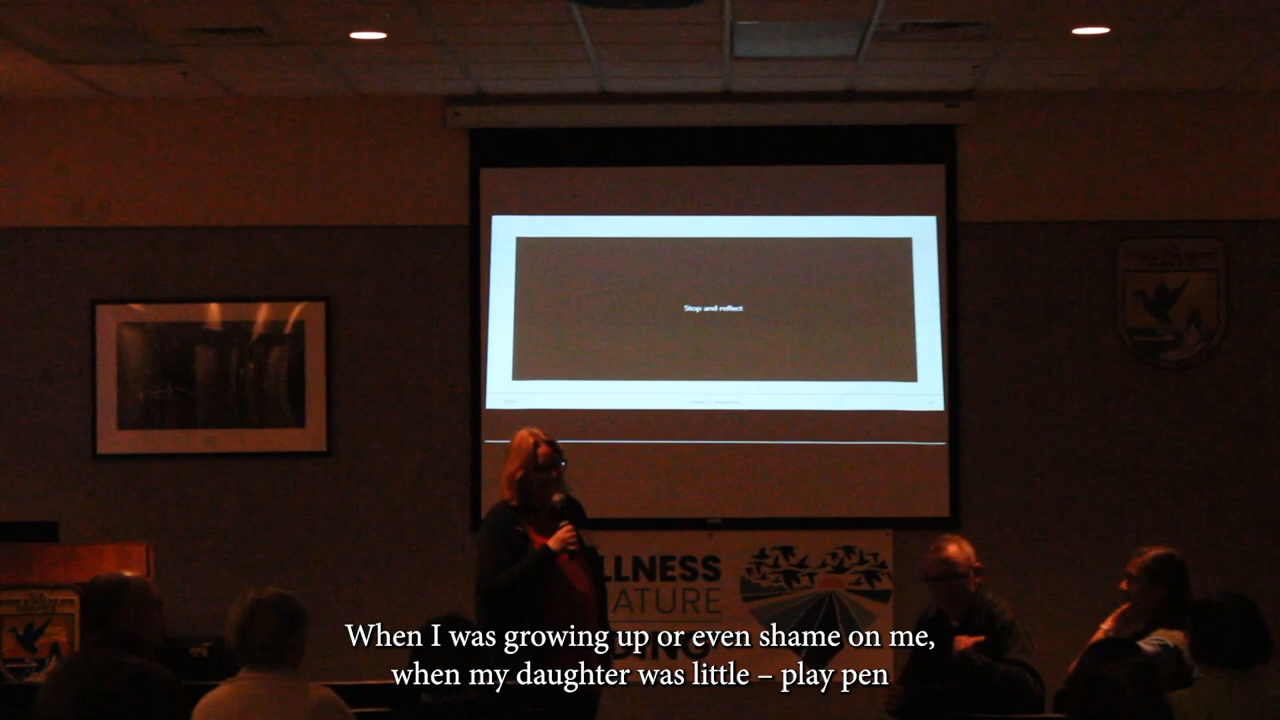 Stop and reflect
LLNESS
ATURE
When I was growing up or even shame on me,
when my daughter was little – play pen